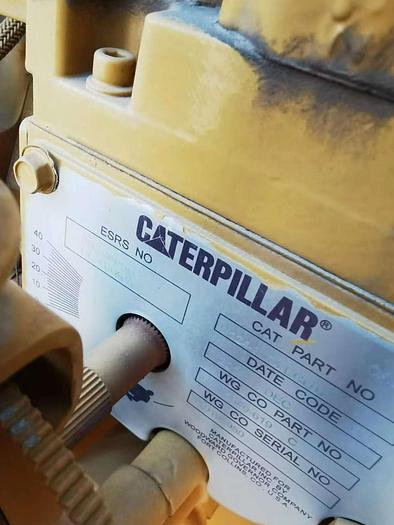 CATERPILLAR®
ESRS NO
40
30
20
10
CAT PART NO
DATE CODE
WG CO PART NO
WG CO SERIAL NO
MANUFACTURED FOR
CATERPILLAR INC. BY
WOODWARD GOVERNOR COMPANY
FORT COLLINS, CO., U.S.A.